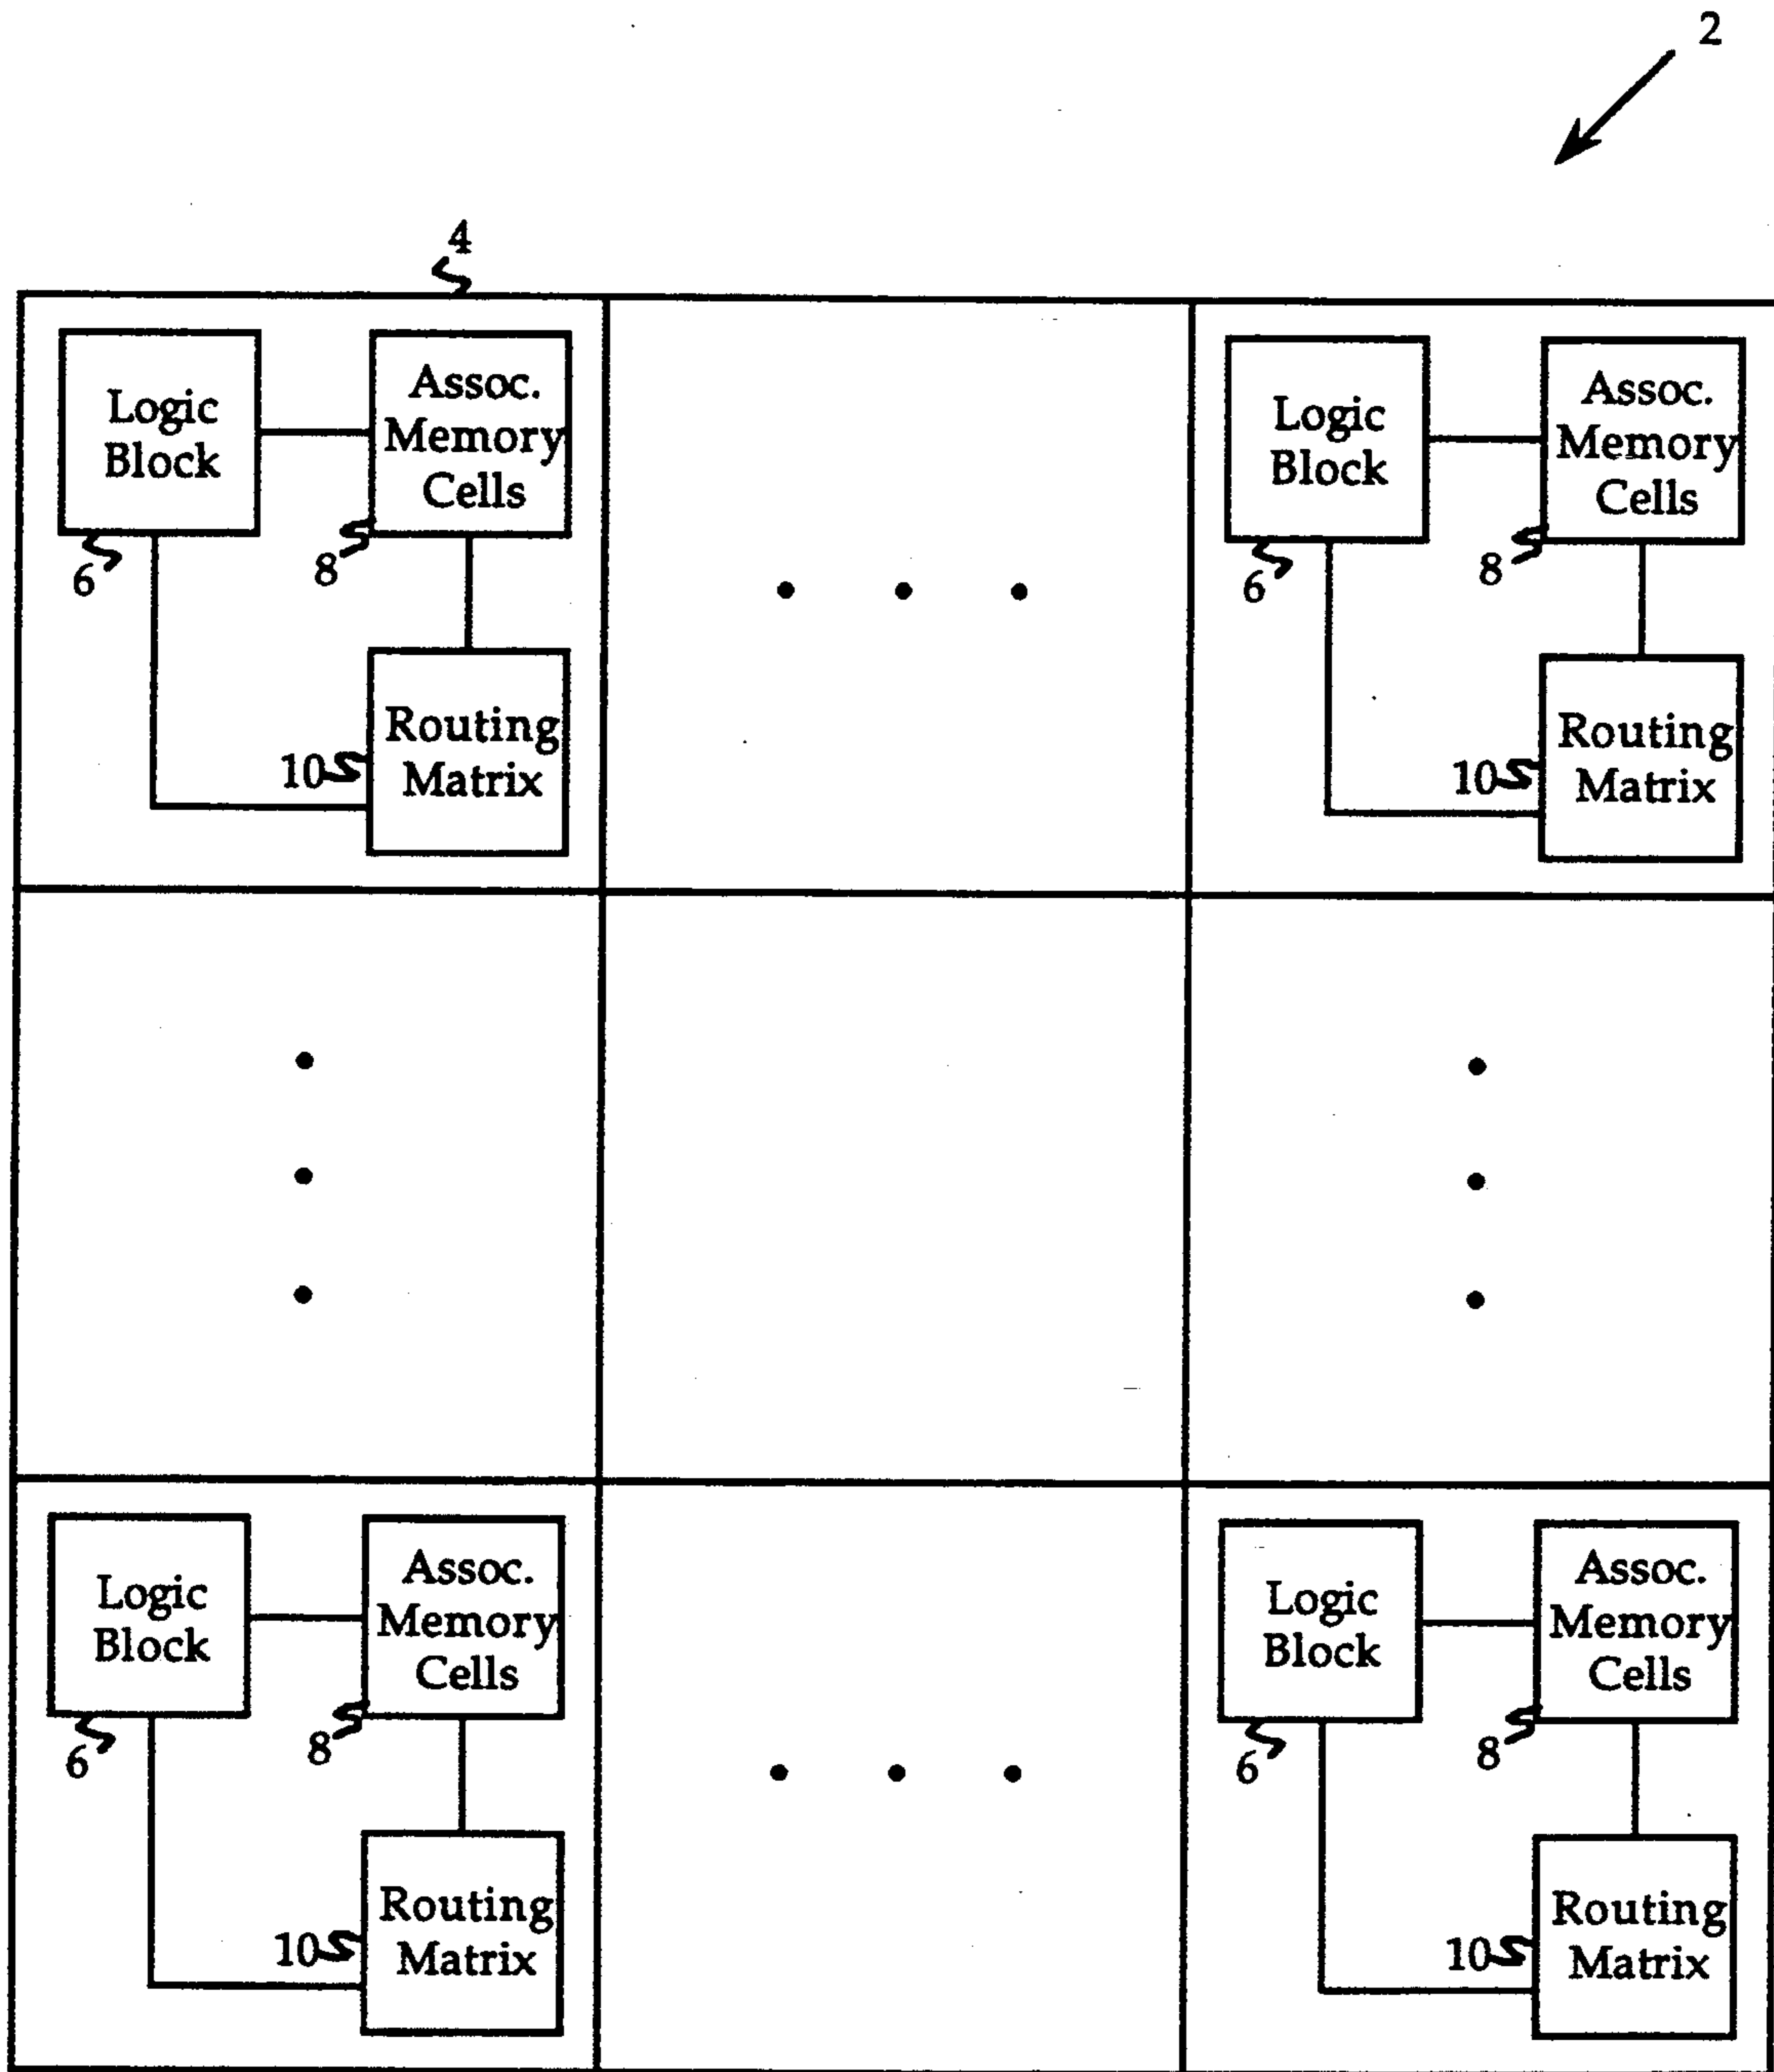 2
4
Logic
Block
6
Assoc.
Memory
Cells
8
Routing
Matrix
10
Logic
Block
6
Assoc.
Memory
Cells
8
Routing
Matrix
10
Logic
Block
6
Assoc.
Memory
Cells
8
Routing
Matrix
10
Logic
Block
6
Assoc.
Memory
Cells
8
Routing
Matrix
10